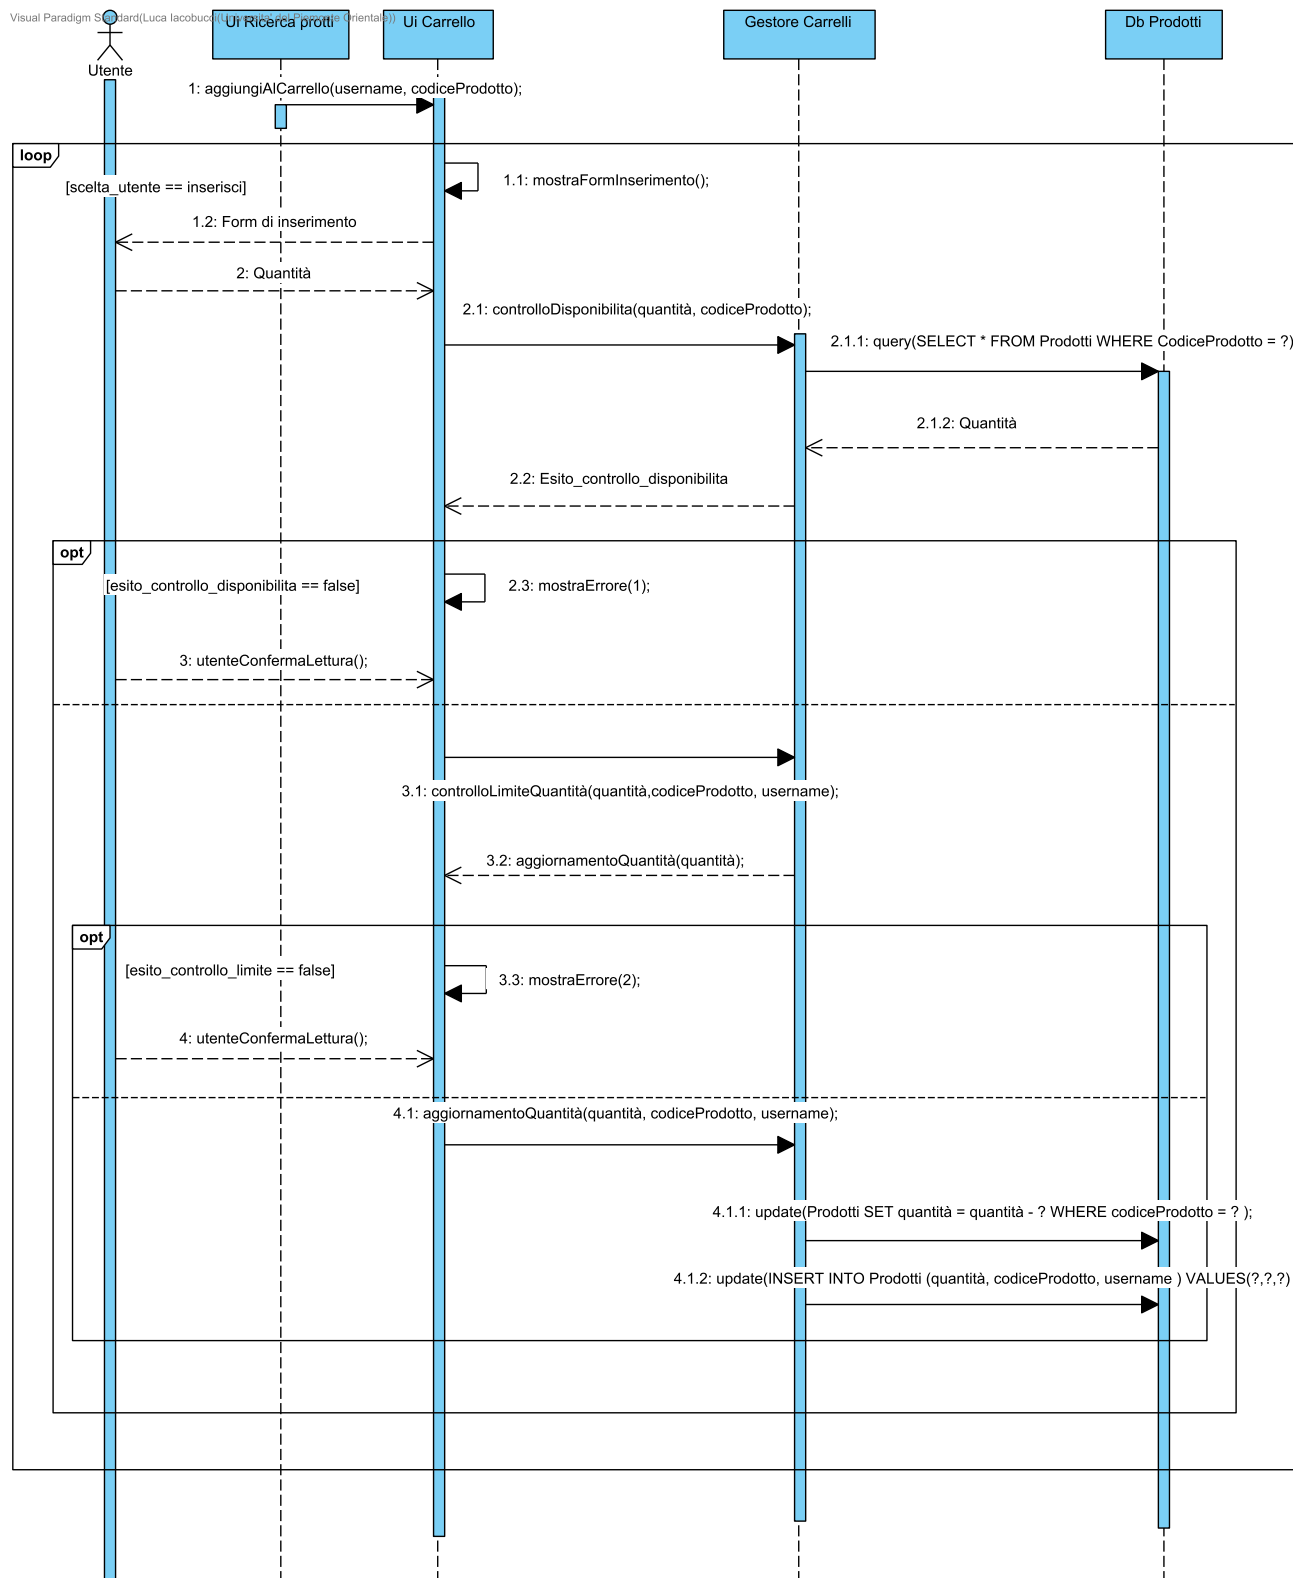 Visual Paradigm Standard(Luca Iacobucci(Universita' del Piemonte Orientale))
Utente
Ui Ricerca protti
Ui Carrello
Gestore Carrelli
Db Prodotti
1: aggiungiAlCarrello(username, codiceProdotto);
loop
[scelta_utente == inserisci]
1.1: mostraFormInserimento();
1.2: Form di inserimento
2: Quantità
2.1: controlloDisponibilita(quantità, codiceProdotto);
2.1.1: query(SELECT * FROM Prodotti WHERE CodiceProdotto = ?)
2.1.2: Quantità
2.2: Esito_controllo_disponibilita
opt
[esito_controllo_disponibilita == false]
2.3: mostraErrore(1);
3: utenteConfermaLettura();
3.1: controlloLimiteQuantità(quantità,codiceProdotto, username);
3.2: aggiornamentoQuantità(quantità);
opt
[esito_controllo_limite == false]
3.3: mostraErrore(2);
4: utenteConfermaLettura();
4.1: aggiornamentoQuantità(quantità, codiceProdotto, username);
4.1.1: update(Prodotti SET quantità = quantità - ? WHERE codiceProdotto = ? );
4.1.2: update(INSERT INTO Prodotti (quantità, codiceProdotto, username ) VALUES(?,?,?)